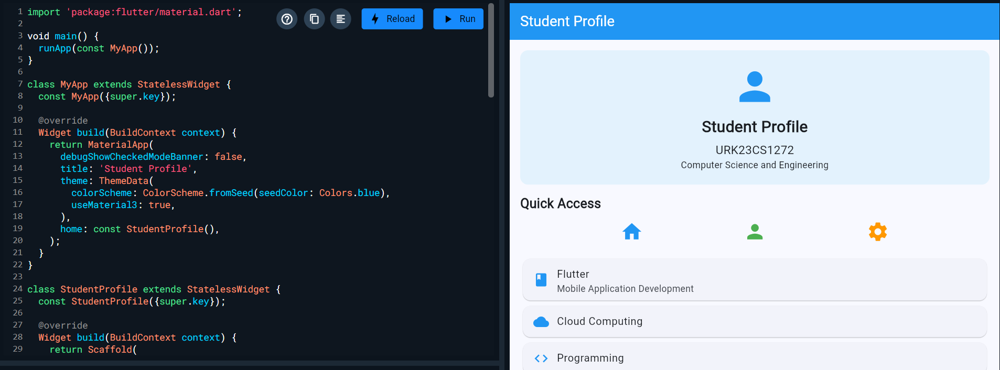 1 import 'package:flutter/material.dart';
2
3 void main() {
4   runApp(const MyApp());
5 }
6
7 class MyApp extends StatelessWidget {
8   const MyApp({super.key});
9
10   @override
11   Widget build(BuildContext context) {
12     return MaterialApp(
13       debugShowCheckedModeBanner: false,
14       title: 'Student Profile',
15       theme: ThemeData(
16         colorScheme: ColorScheme.fromSeed(seedColor: Colors.blue),
17         useMaterial3: true,
18       ),
19       home: const StudentProfile(),
20     );
21   }
22 }
23
24 class StudentProfile extends StatelessWidget {
25   const StudentProfile({super.key});
26
27   @override
28   Widget build(BuildContext context) {
29     return Scaffold(
Reload
Run
Student Profile
Student Profile
URK23CS1272
Computer Science and Engineering
Quick Access
Flutter
Mobile Application Development
Cloud Computing
Programming